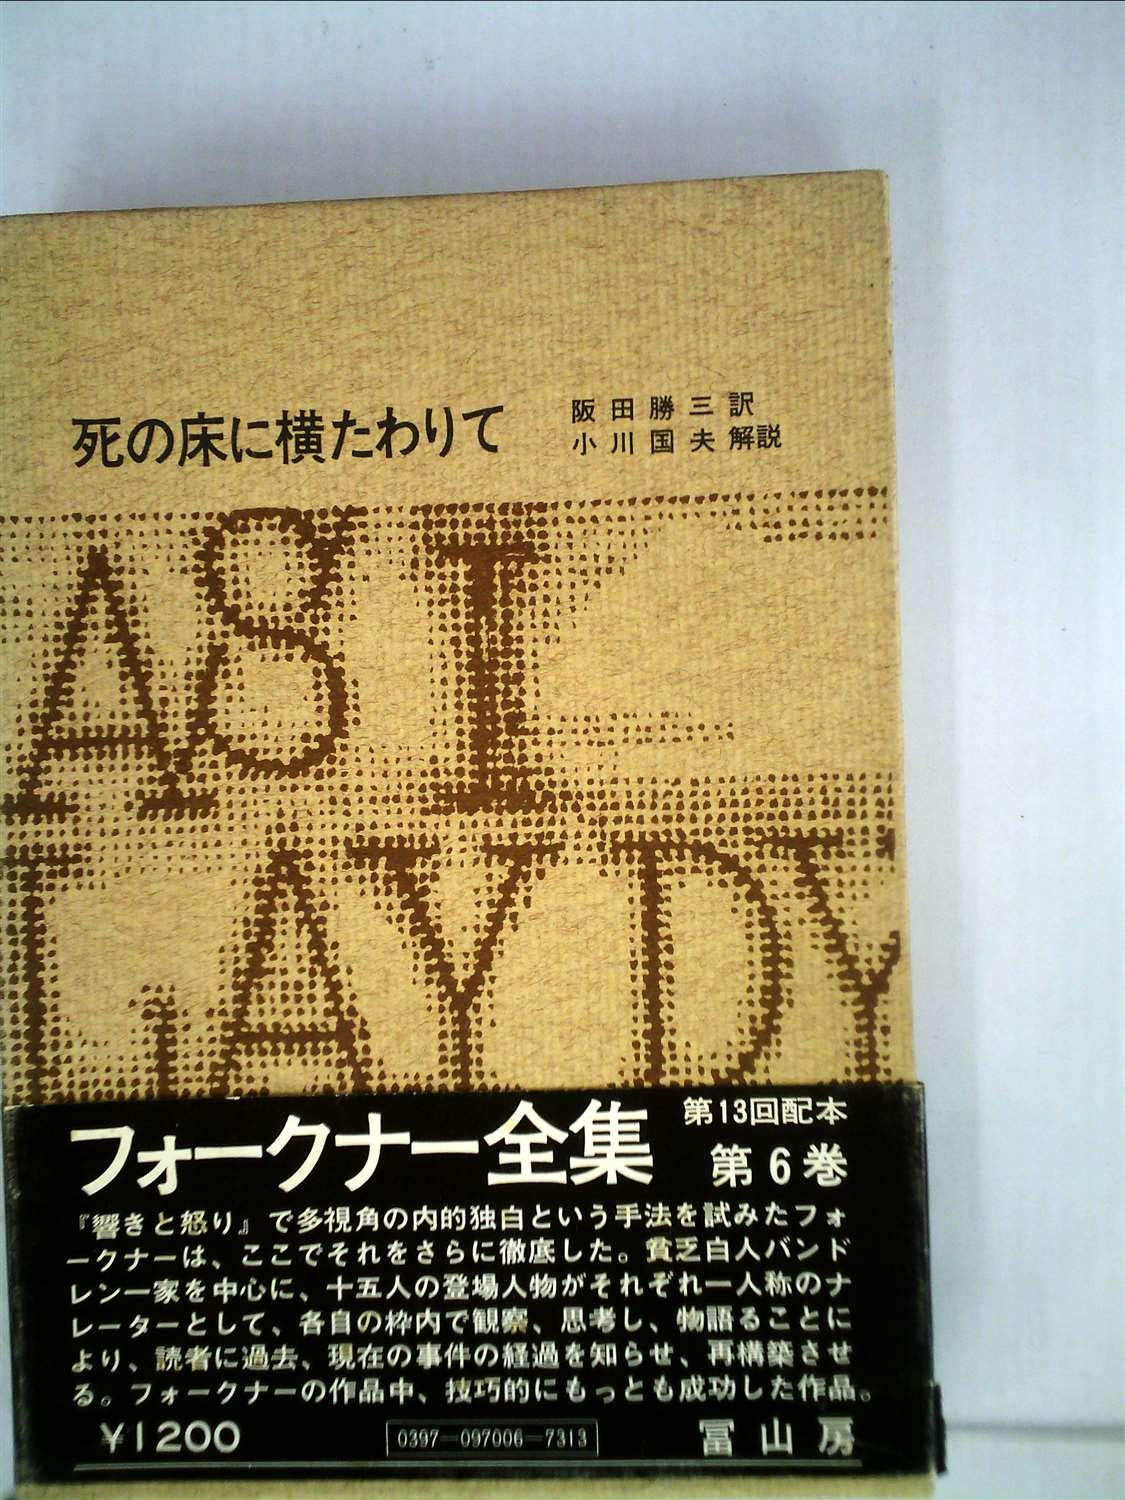 死の床に横たわりて
阪田勝三訳
小川国夫解説
AS I
LAY DY
フォークナー全集
第13回配本
第6巻
『響きと怒り』で多視角の内的独白という手法を試みたフォ
ークナーは、ここでそれをさらに徹底した。貧乏白人バンド
レン一家を中心に、十五人の登場人物がそれぞれ一人称のナ
レーターとして、各自の枠内で観察、思考し、物語ることに
より、読者に過去、現在の事件の経過を知らせ、再構築させ
る。フォークナーの作品中、技巧的にもっとも成功した作品。
¥1200
0397-097006-7313
冨山房